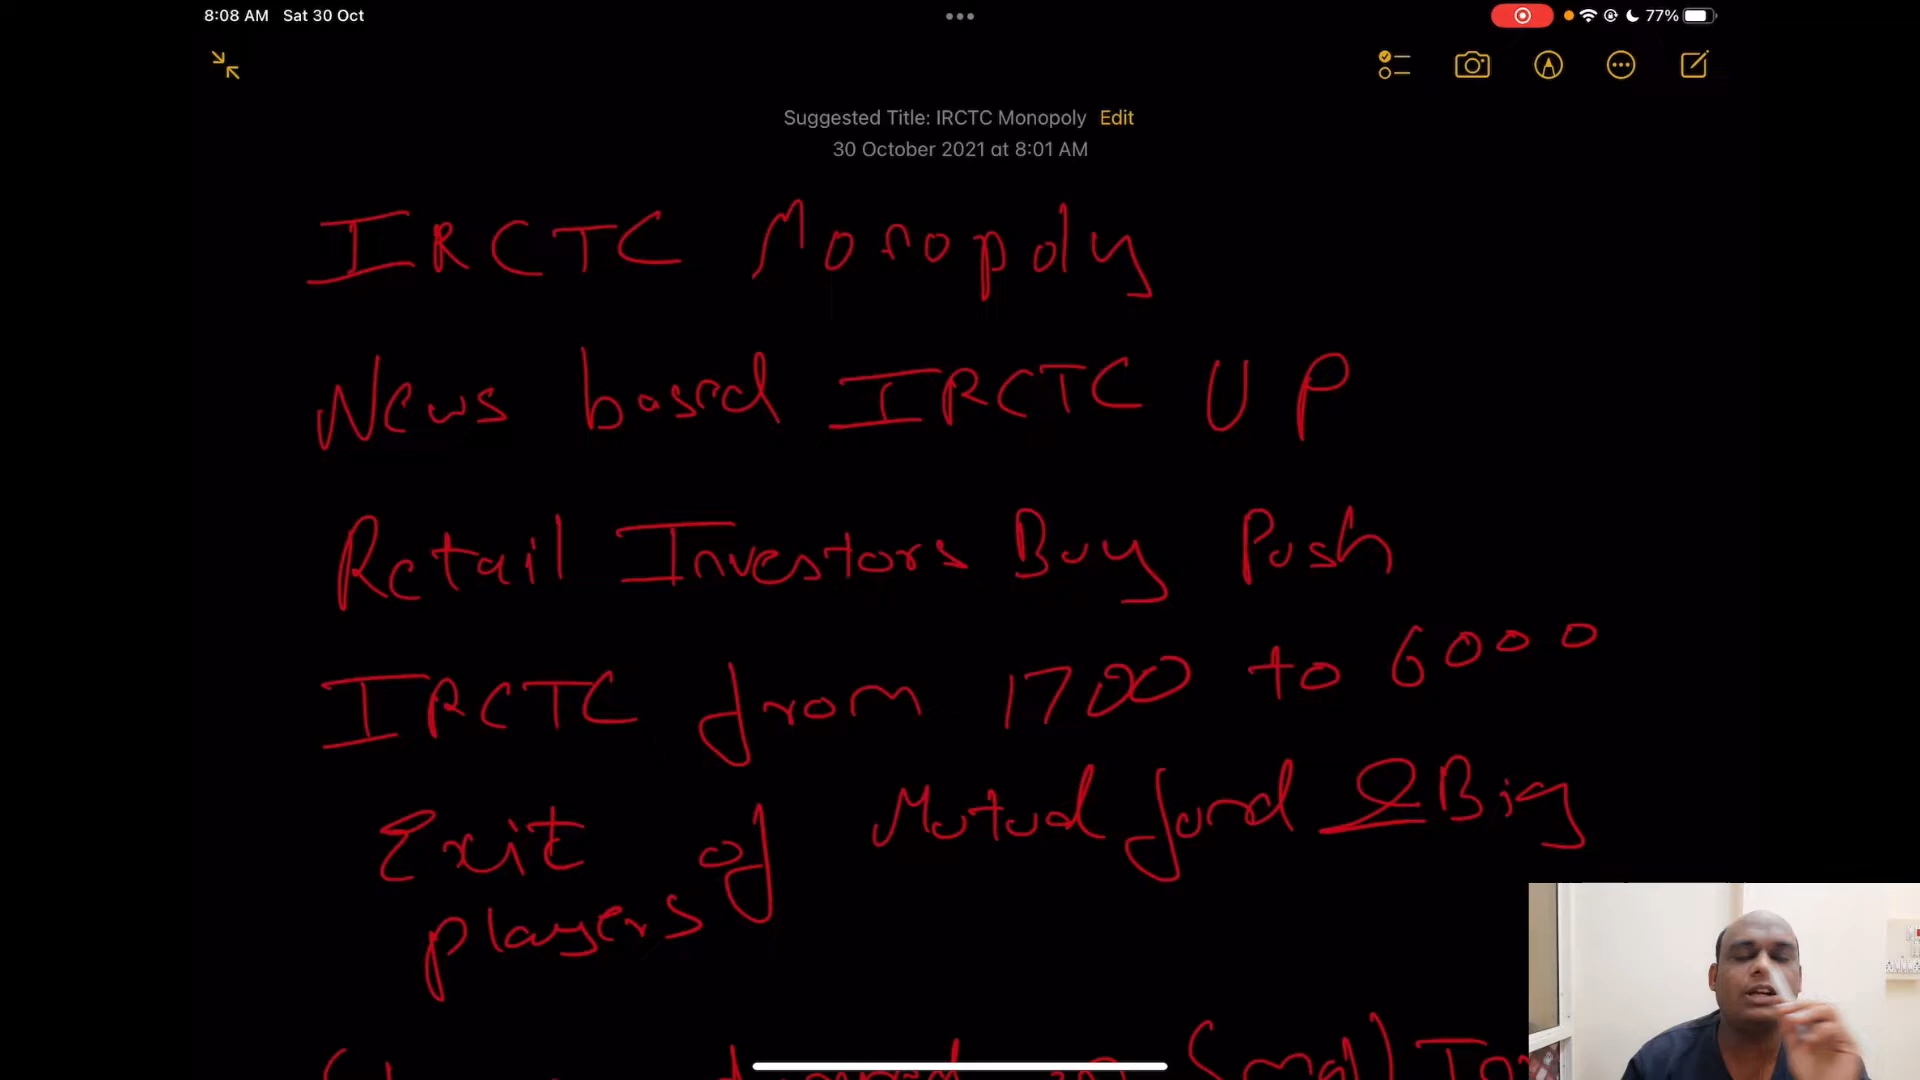 8:08 AM Sat 30 Oct 77%
Suggested Title: IRCTC Monopoly Edit
30 October 2021 at 8:01 AM
IRCTC Monopoly
News based IRCTC UP
Retail Investors Buy Push
IRCTC from 1700 to 6000
Exit of Mutual fund & Big
players